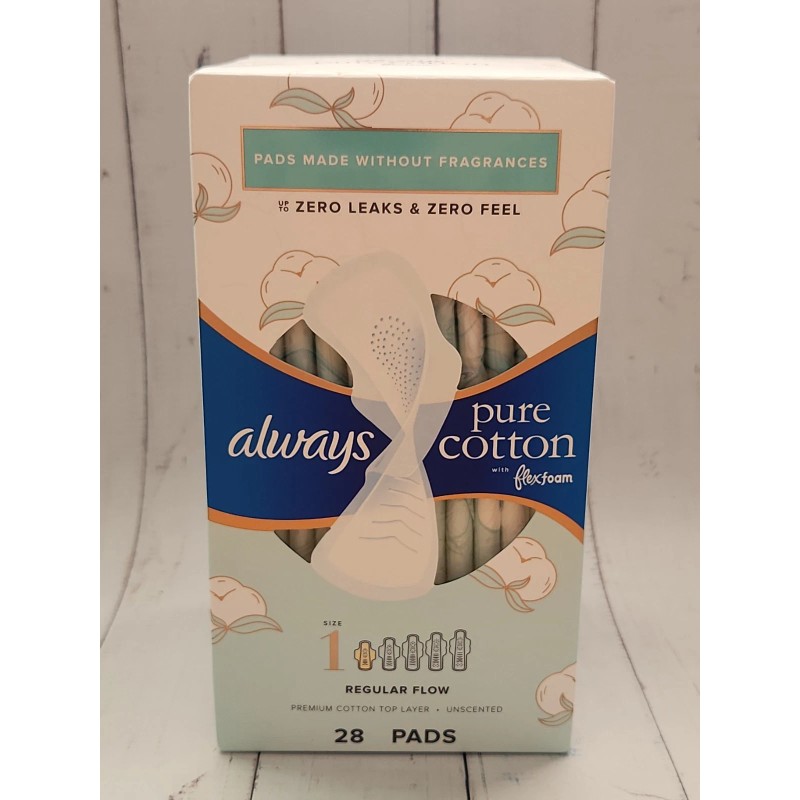 PADS MADE WITHOUT FRAGRANCES
UP TO ZERO LEAKS & ZERO FEEL
always
pure
cotton
with flexfoam
SIZE
1
REGULAR FLOW
PREMIUM COTTON TOP LAYER • UNSCENTED
28 PADS